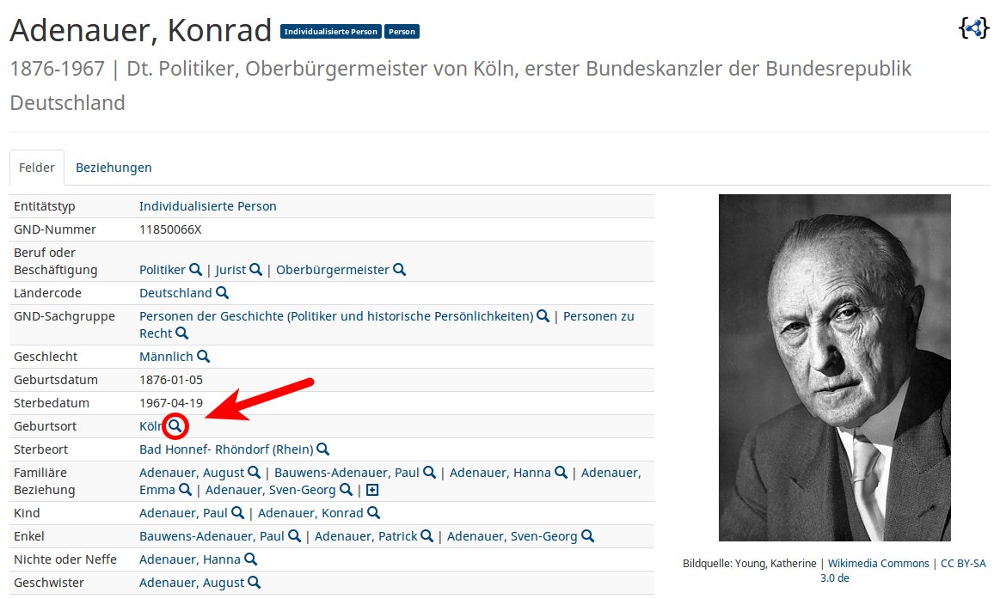 Adenauer, Konrad Individualisierte Person Person
1876-1967 | Dt. Politiker, Oberbürgermeister von Köln, erster Bundeskanzler der Bundesrepublik
Deutschland
Felder Beziehungen
Entitätstyp Individualisierte Person
GND-Nummer 11850066X
Beruf oder
Beschäftigung Politiker | Jurist | Oberbürgermeister
Ländercode Deutschland
GND-Sachgruppe Personen der Geschichte (Politiker und historische Persönlichkeiten) | Personen zu
Recht
Geschlecht Männlich
Geburtsdatum 1876-01-05
Sterbedatum 1967-04-19
Geburtsort Köln
Sterbeort Bad Honnef- Rhöndorf (Rhein)
Familiäre Adenauer, August | Bauwens-Adenauer, Paul | Adenauer, Hanna | Adenauer,
Beziehung Emma | Adenauer, Sven-Georg |
Kind Adenauer, Paul | Adenauer, Konrad
Enkel Bauwens-Adenauer, Paul | Adenauer, Patrick | Adenauer, Sven-Georg
Nichte oder Neffe Adenauer, Hanna
Geschwister Adenauer, August
Bildquelle: Young, Katherine | Wikimedia Commons | CC BY-SA
3.0 de